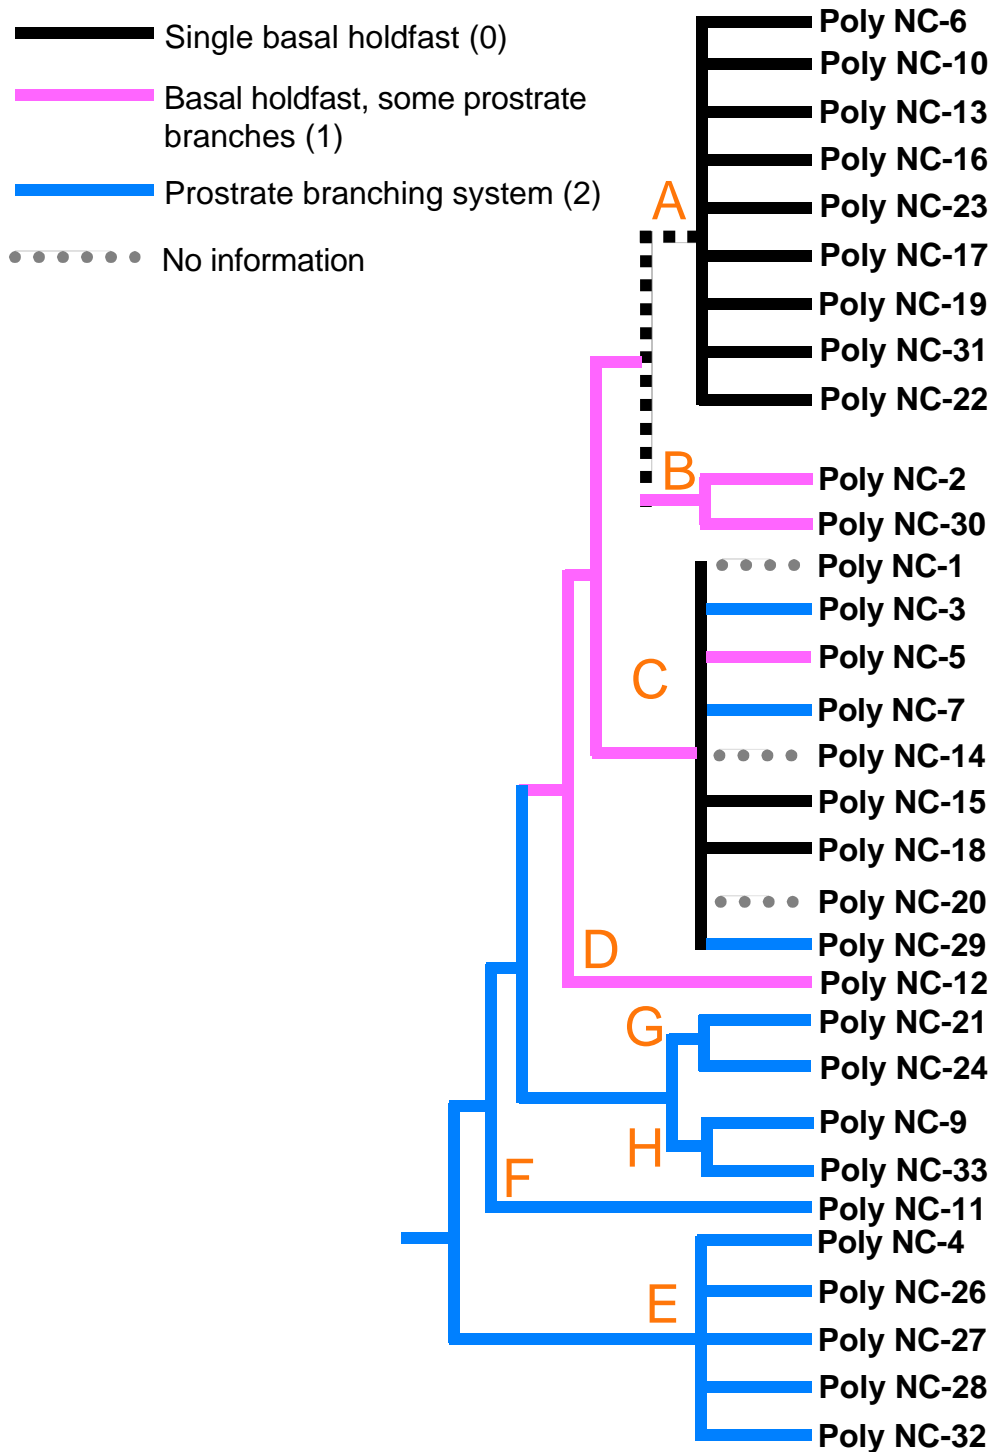 Single basal holdfast (0)
Basal holdfast, some prostrate
branches (1)
Prostrate branching system (2)
No information
Poly NC-6
Poly NC-10
Poly NC-13
Poly NC-16
A
Poly NC-23
Poly NC-17
Poly NC-19
Poly NC-31
Poly NC-22
B
Poly NC-2
Poly NC-30
Poly NC-1
Poly NC-3
Poly NC-5
C
Poly NC-7
Poly NC-14
Poly NC-15
Poly NC-18
Poly NC-20
Poly NC-29
D
Poly NC-12
G
Poly NC-21
Poly NC-24
Poly NC-9
H
Poly NC-33
F
Poly NC-11
Poly NC-4
Poly NC-26
E
Poly NC-27
Poly NC-28
Poly NC-32